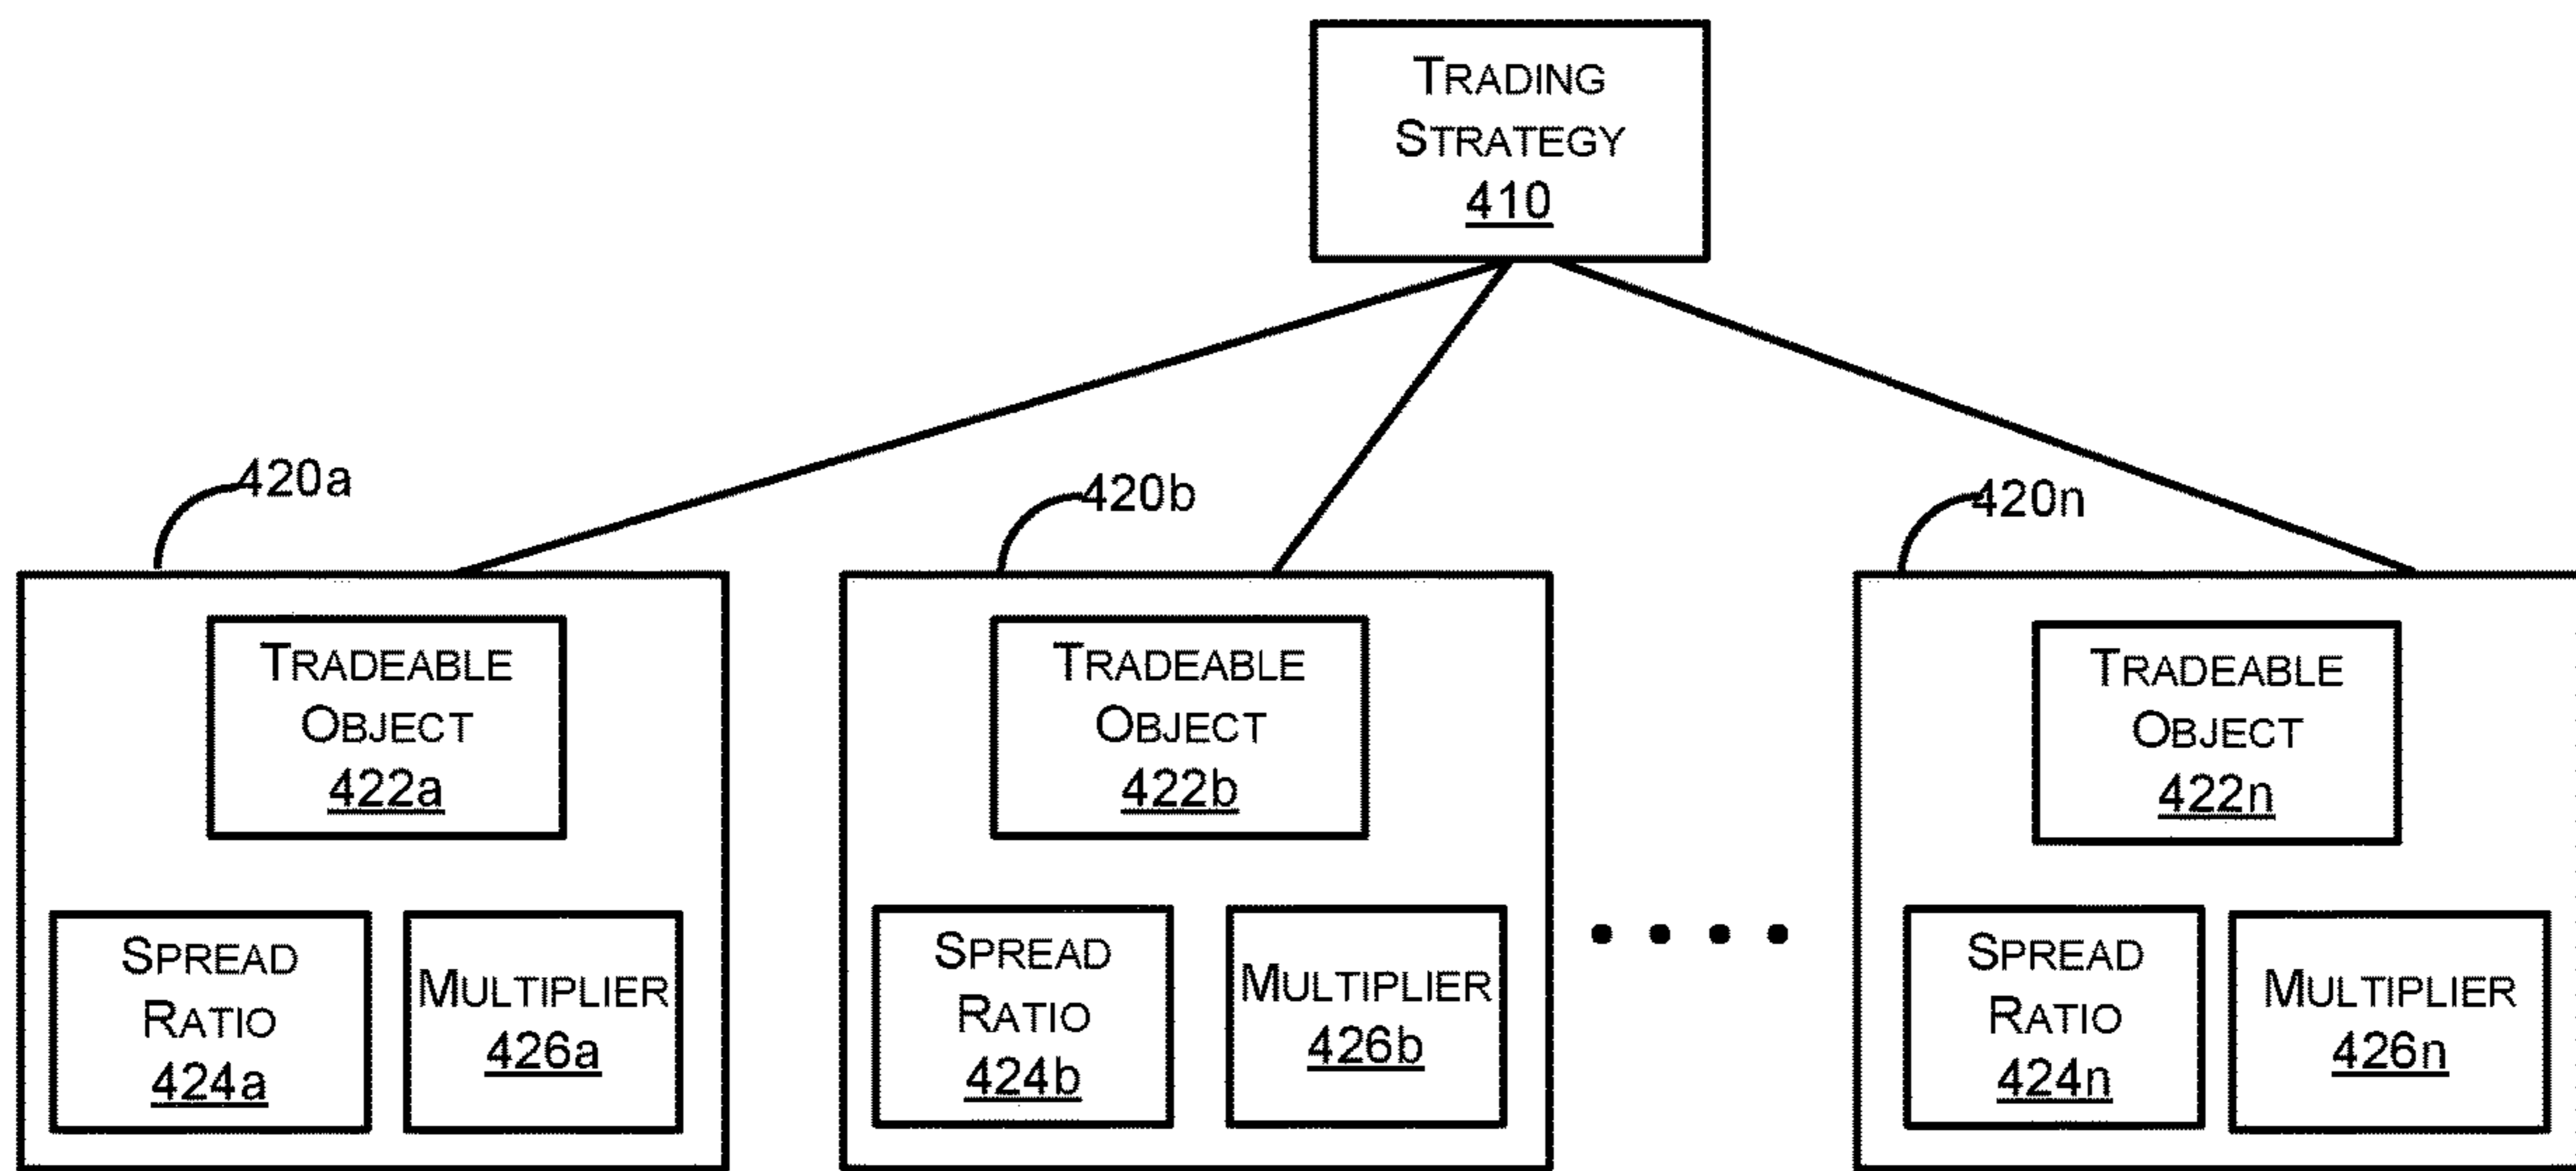 TRADING
STRATEGY
410
420a
420b
420n
TRADEABLE
OBJECT
422a
TRADEABLE
OBJECT
422b
TRADEABLE
OBJECT
422n
SPREAD
RATIO
424a
MULTIPLIER
426a
SPREAD
RATIO
424b
MULTIPLIER
426b
SPREAD
RATIO
424n
MULTIPLIER
426n